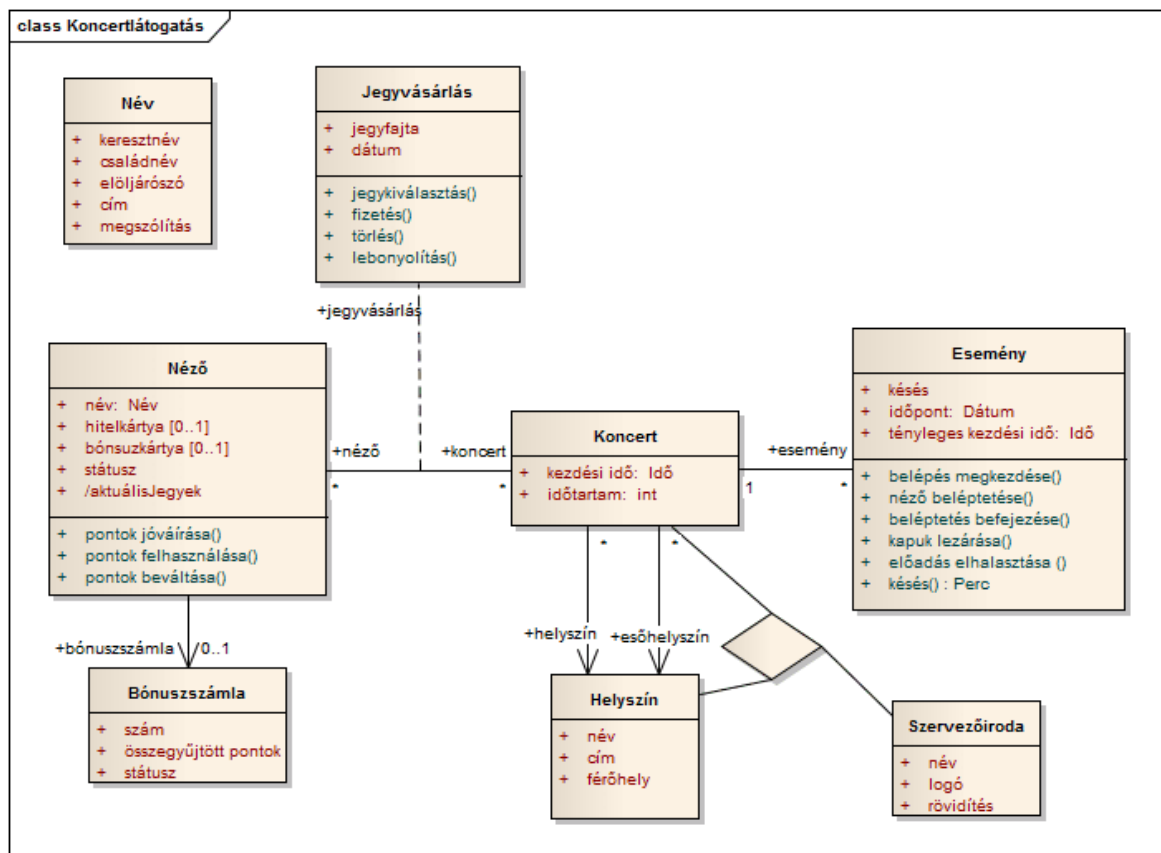 class Koncertlátogatás
Név
+ keresztnév
+ családnév
+ elöljárószó
+ cím
+ megszólítás
Jegyvásárlás
+ jegyfajta
+ dátum
+ jegykiválasztás()
+ fizetés()
+ törlés()
+ lebonyolítás()
+jegyvásárlás
Néző
+ név: Név
+ hitelkártya [0..1]
+ bónsuzkártya [0..1]
+ státusz
+ /aktuálisJegyek
+ pontok jóváírása()
+ pontok felhasználása()
+ pontok beváltása()
+néző
*
+koncert
*
Koncert
+ kezdési idő: Idő
+ időtartam: int
+esemény
1
*
Esemény
+ késés
+ időpont: Dátum
+ tényleges kezdési idő: Idő
+ belépés megkezdése()
+ néző beléptetése()
+ beléptetés befejezése()
+ kapuk lezárása()
+ előadás elhalasztása ()
+ késés() : Perc
*
*
+helyszín
+esőhelyszín
+bónuszszámla
0..1
Bónuszszámla
+ szám
+ összegyűjtött pontok
+ státusz
Helyszín
+ név
+ cím
+ férőhely
Szervezőiroda
+ név
+ logó
+ rövidítés